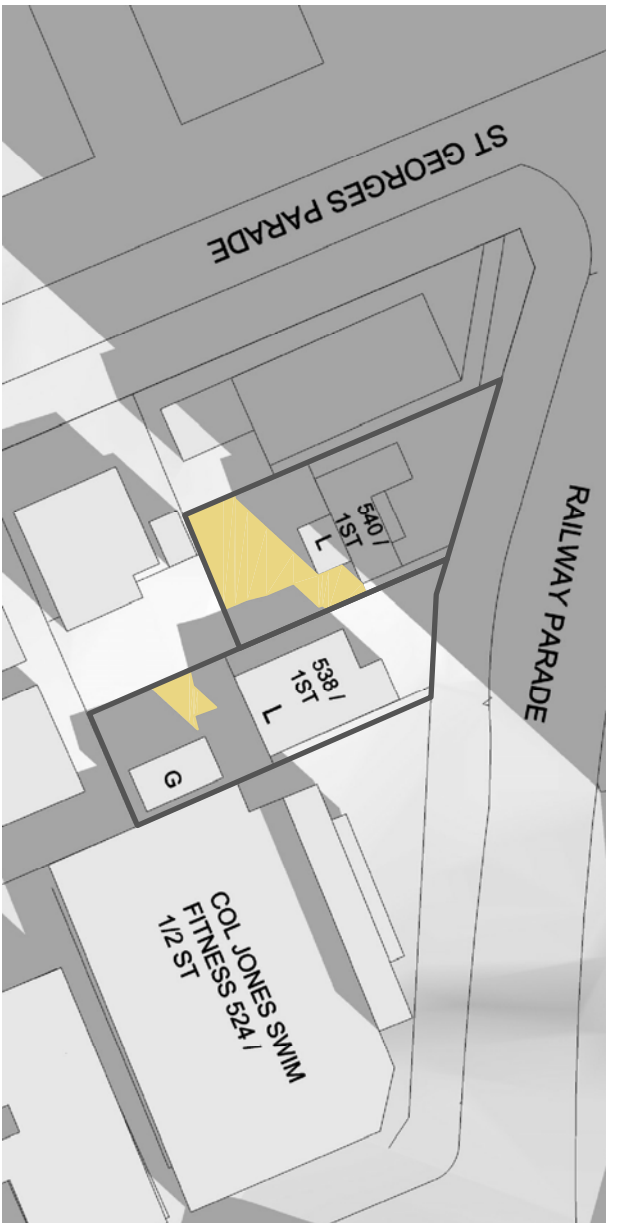 ST GEORGES PARADE
RAILWAY PARADE
540 /
1ST
L
538 /
1ST
L
G
COL JONES SWIM
FITNESS 524 /
1/2 ST